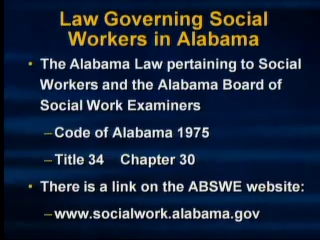 Law Governing Social
Workers in Alabama
• The Alabama Law pertaining to Social
Workers and the Alabama Board of
Social Work Examiners
– Code of Alabama 1975
– Title 34 Chapter 30
• There is a link on the ABSWE website:
– www.socialwork.alabama.gov